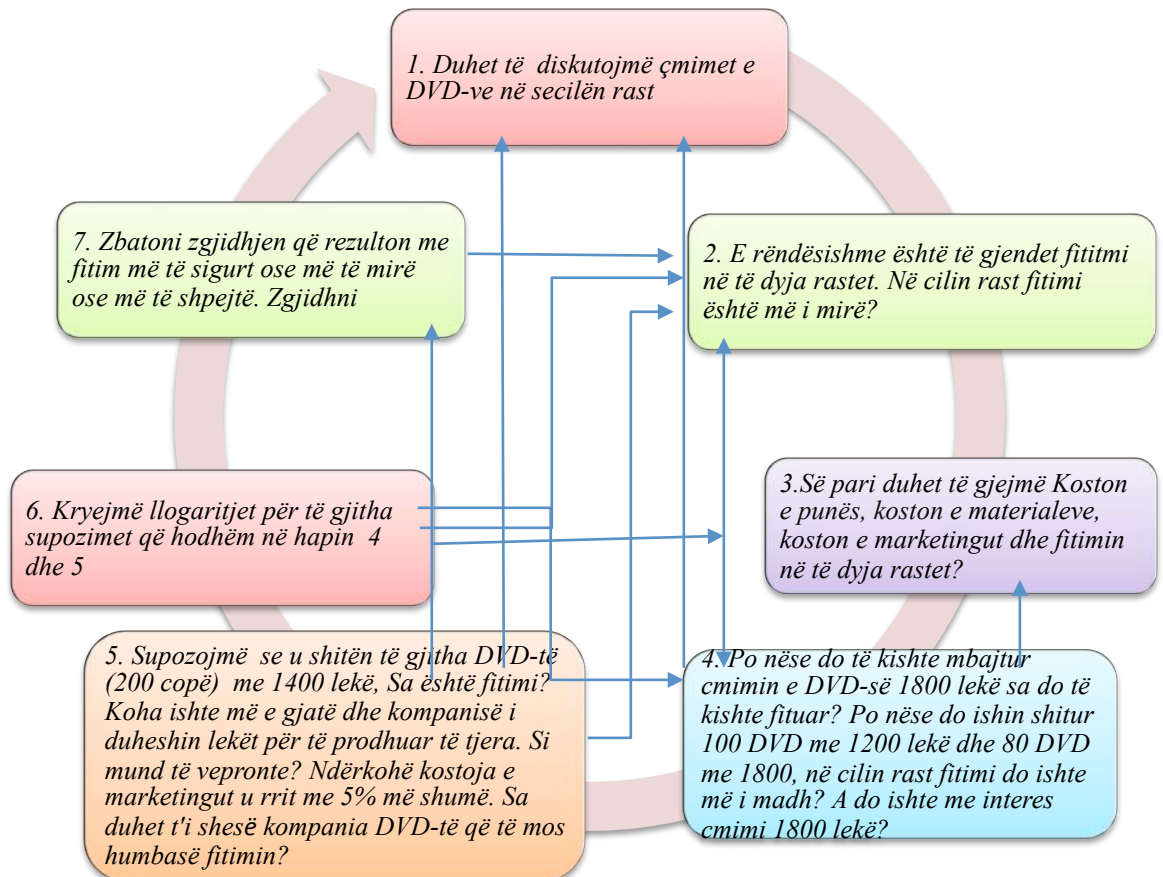 1. Duhet të diskutojmë çmimet e
DVD-ve në secilën rast
2. E rëndësishme është të gjendet fititmi
në të dyja rastet. Në cilin rast fitimi
është më i mirë?
3.Së pari duhet të gjejmë Koston
e punës, koston e materialeve,
koston e marketingut dhe fitimin
në të dyja rastet?
4. Po nëse do të kishte mbajtur
cmimin e DVD-së 1800 lekë sa do të
kishte fituar? Po nëse do ishin shitur
100 DVD me 1200 lekë dhe 80 DVD
me 1800, në cilin rast fitimi do ishte
më i madh? A do ishte me interes
cmimi 1800 lekë?
5. Supozojmë se u shitën të gjitha DVD-të
(200 copë) me 1400 lekë, Sa është fitimi?
Koha ishte më e gjatë dhe kompanisë i
duheshin lekët për të prodhuar të tjera. Si
mund të vepronte? Ndërkohë kostoja e
marketingut u rrit me 5% më shumë. Sa
duhet t'i shesë kompania DVD-të që të mos
humbasë fitimin?
6. Kryejmë llogaritjet për të gjitha
supozimet që hodhëm në hapin 4
dhe 5
7. Zbatoni zgjidhjen që rezulton me
fitim më të sigurt ose më të mirë
ose më të shpejtë. Zgjidhni